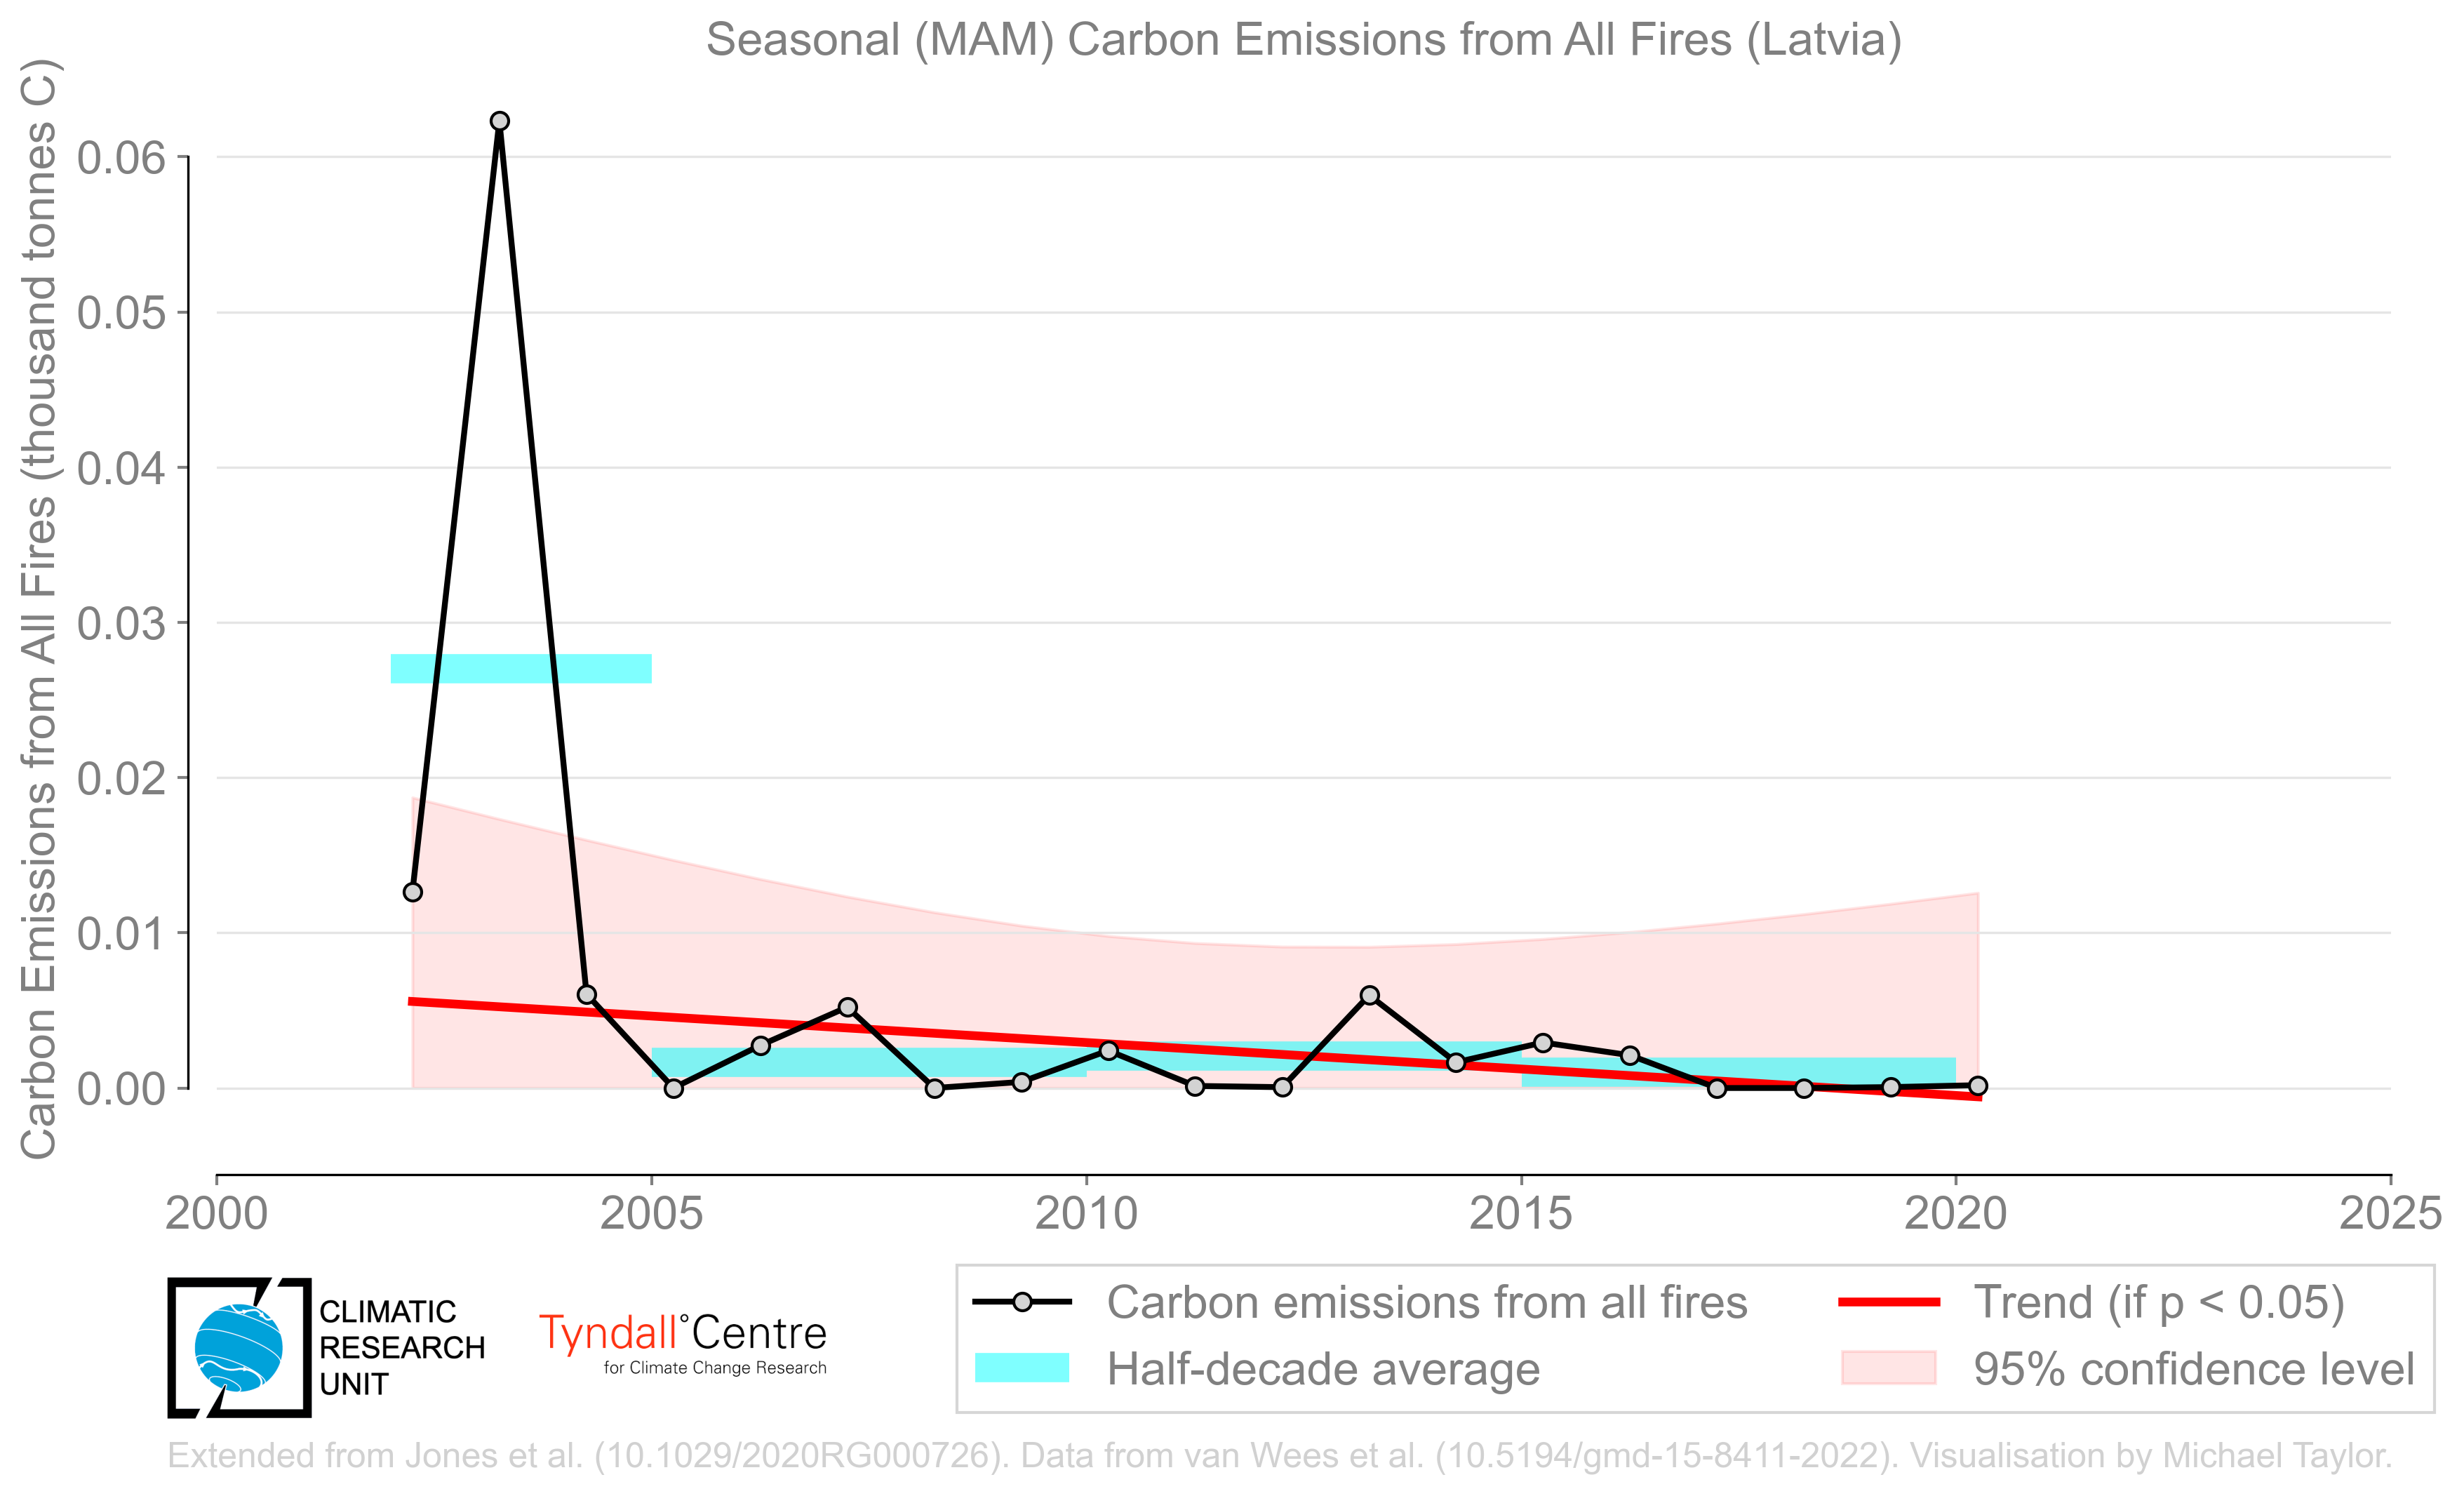 Seasonal (MAM) Carbon Emissions from All Fires (Latvia)
Carbon Emissions from All Fires (thousand tonnes C)
0.06
0.05
0.04
0.03
0.02
0.01
0.00
2000 2005 2010 2015 2020 2025
CLIMATIC
RESEARCH
UNIT
Tyndall°Centre
for Climate Change Research
Carbon emissions from all fires
Half-decade average
Trend (if p < 0.05)
95% confidence level
Extended from Jones et al. (10.1029/2020RG000726). Data from van Wees et al. (10.5194/gmd-15-8411-2022). Visualisation by Michael Taylor.